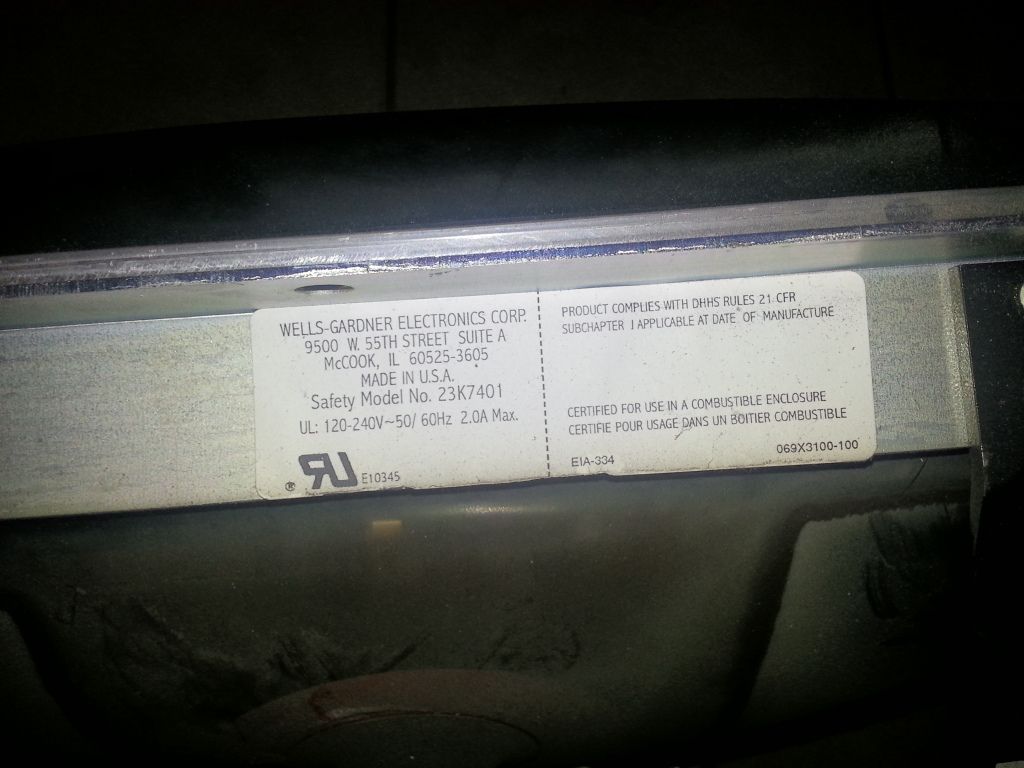 WELLS-GARDNER ELECTRONICS CORP.
9500 W. 55TH STREET SUITE A
McCOOK, IL 60525-3605
MADE IN U.S.A.
Safety Model No. 23K7401
UL: 120-240V~50/ 60Hz 2.0A Max.
® RU E10345
PRODUCT COMPLIES WITH DHHS RULES 21 CFR
SUBCHAPTER J APPLICABLE AT DATE OF MANUFACTURE
CERTIFIED FOR USE IN A COMBUSTIBLE ENCLOSURE
CERTIFIE POUR USAGE DANS UN BOITIER COMBUSTIBLE
EIA-334 069X3100-100